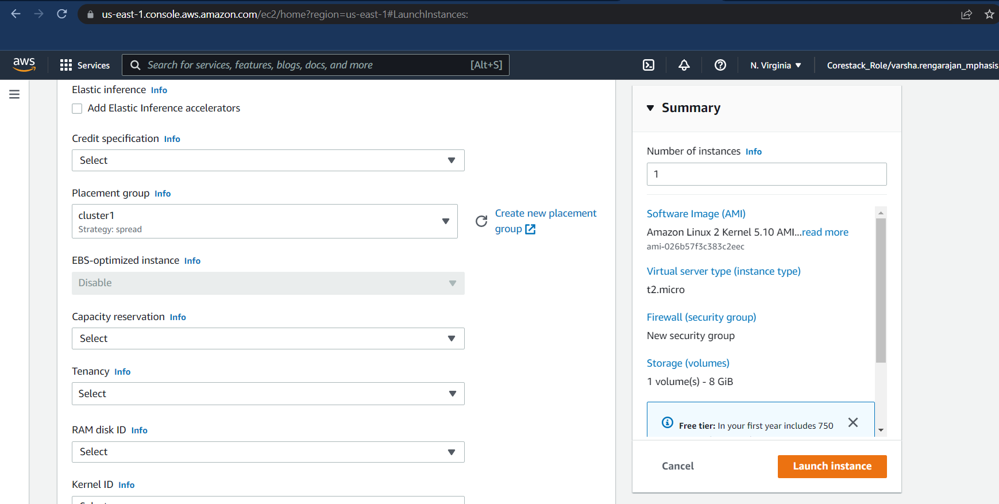 us-east-1.console.aws.amazon.com/ec2/home?region=us-east-1#LaunchInstances:
aws
Services
Search for services, features, blogs, docs, and more
[Alt+S]
N. Virginia
Corestack_Role/varsha.rengarajan_mphasis
Elastic inference Info
Add Elastic Inference accelerators
Credit specification Info
Select
Placement group Info
cluster1
Strategy: spread
Create new placement
group
EBS-optimized instance Info
Disable
Capacity reservation Info
Select
Tenancy Info
Select
RAM disk ID Info
Select
Kernel ID Info
Summary
Number of instances Info
1
Software Image (AMI)
Amazon Linux 2 Kernel 5.10 AMI...read more
ami-026b57f3c383c2eec
Virtual server type (instance type)
t2.micro
Firewall (security group)
New security group
Storage (volumes)
1 volume(s) - 8 GiB
Free tier: In your first year includes 750
Cancel
Launch instance